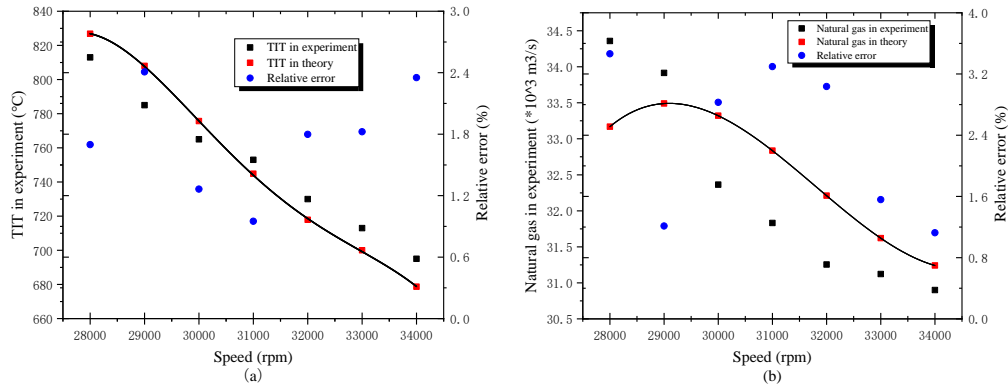 840
820
800
780
760
740
720
700
680
660
TIT in experiment (°C)
3.0
2.4
1.8
1.2
0.6
0.0
Relative error (%)
TIT in experiment
TIT in theory
Relative error
28000 29000 30000 31000 32000 33000 34000
Speed (rpm)
(a)
34.5
34.0
33.5
33.0
32.5
32.0
31.5
31.0
30.5
Natural gas in experiment (*10^3 m3/s)
4.0
3.2
2.4
1.6
0.8
0.0
Relative error (%)
Natural gas in experiment
Natural gas in theory
Relative error
28000 29000 30000 31000 32000 33000 34000
Speed (rpm)
(b)